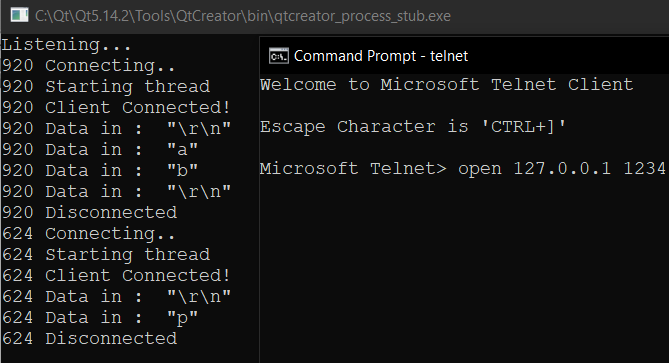 C:\Qt\Qt5.14.2\Tools\QtCreator\bin\qtcreator_process_stub.exe
Listening...
920 Connecting..
920 Starting thread
920 Client Connected!
920 Data in :  "\r\n"
920 Data in :  "a"
920 Data in :  "b"
920 Data in :  "\r\n"
920 Disconnected
624 Connecting..
624 Starting thread
624 Client Connected!
624 Data in :  "\r\n"
624 Data in :  "p"
624 Disconnected
Command Prompt - telnet
Welcome to Microsoft Telnet Client
Escape Character is 'CTRL+]'
Microsoft Telnet> open 127.0.0.1 1234